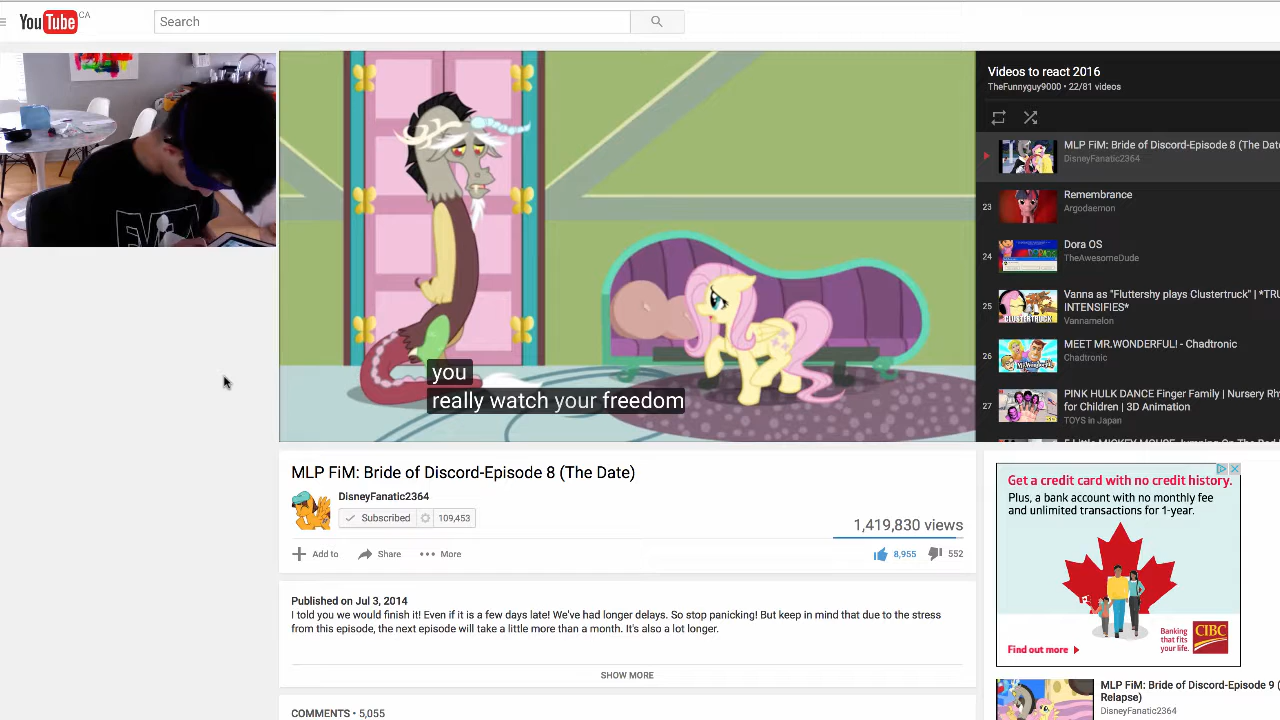 YouTube CA
Search
you
really watch your freedom
Videos to react 2016
TheFunnyguy9000 • 22/81 videos
MLP FiM: Bride of Discord-Episode 8 (The Date
DisneyFanatic2364
23
Remembrance
Argodaemon
24
Dora OS
TheAwesomeDude
25
Vanna as "Fluttershy plays Clustertruck" | *TRU
INTENSIFIES*
Vannamelon
CLUSTERTRUCK
26
MEET MR.WONDERFUL! - Chadtronic
Chadtronic
27
PINK HULK DANCE Finger Family | Nursery Rhy
for Children | 3D Animation
TOYS in Japan
MLP FiM: Bride of Discord-Episode 8 (The Date)
DisneyFanatic2364
Subscribed 109,453
1,419,830 views
Add to Share More
8,955 552
Published on Jul 3, 2014
I told you we would finish it! Even if it is a few days late! We've had longer delays. So stop panicking! But keep in mind that due to the stress
from this episode, the next episode will take a little more than a month. It's also a lot longer.
SHOW MORE
COMMENTS • 5,055
Get a credit card with no credit history.
Plus, a bank account with no monthly fee
and unlimited transactions for 1-year.
Find out more
Banking
that fits
your life.
CIBC
MLP FiM: Bride of Discord-Episode 9 (
Relapse)
DisneyFanatic2364